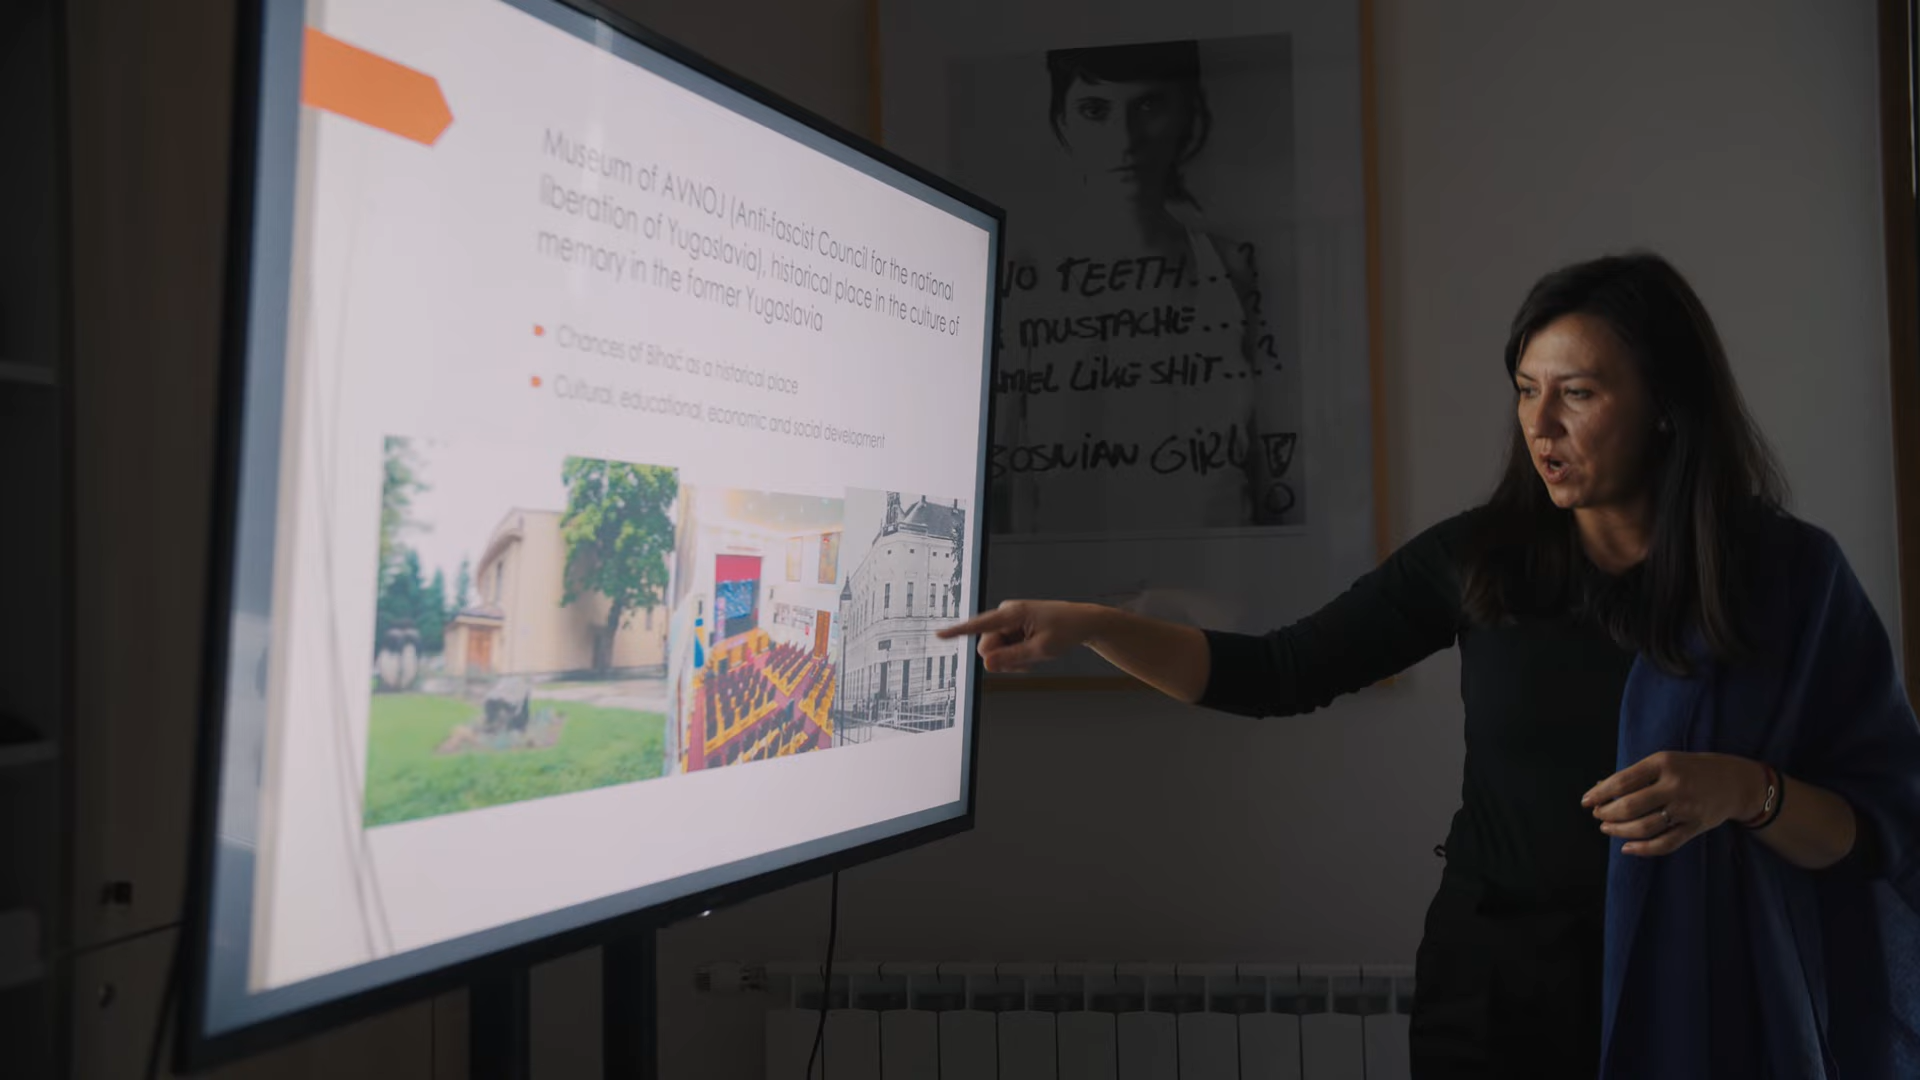 Museum of AVNOJ (Anti-fascist Council for the national
liberation of Yugoslavia), historical place in the culture of
memory in the former Yugoslavia
Chances of Bihać as a historical place
Cultural, educational, economic and social development
NO TEETH...?
A MUSTACHE...?
SMEL LIKE SHIT...?
BOSNIAN GIRL!